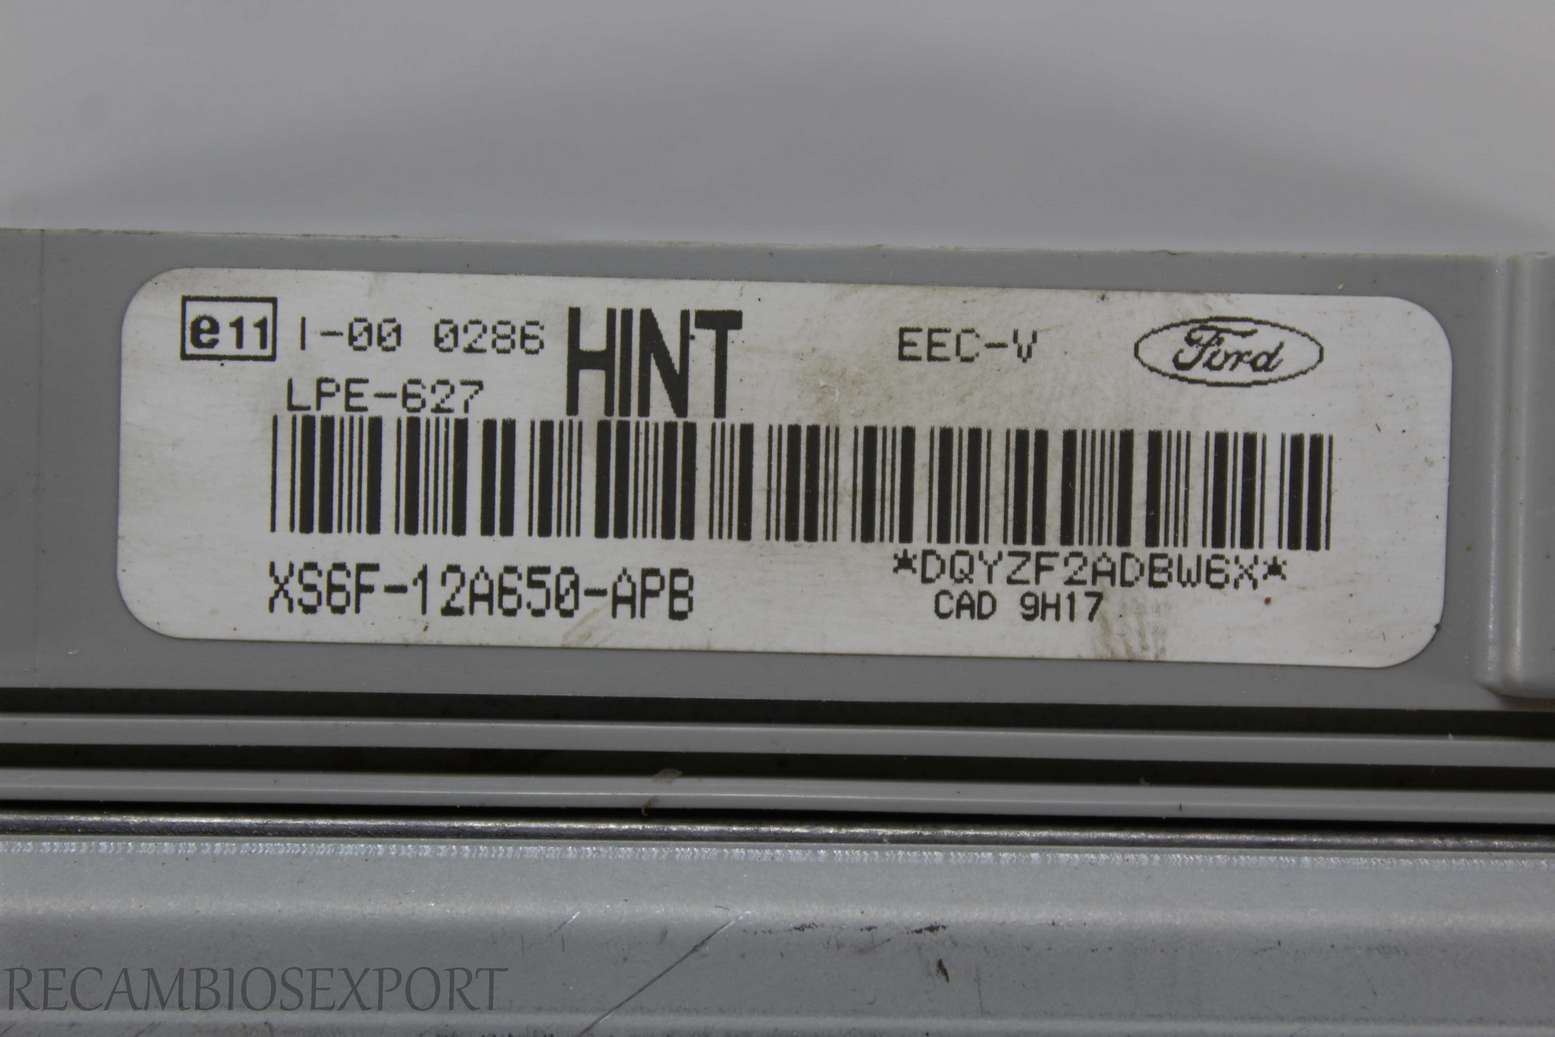 e11 I-00 0286 HINT EEC-V Ford
LPE-627
XS6F-12A650-APB *DQYZF2ADBW6X*
CAD 9H17
RECAMBIOSEXPORT